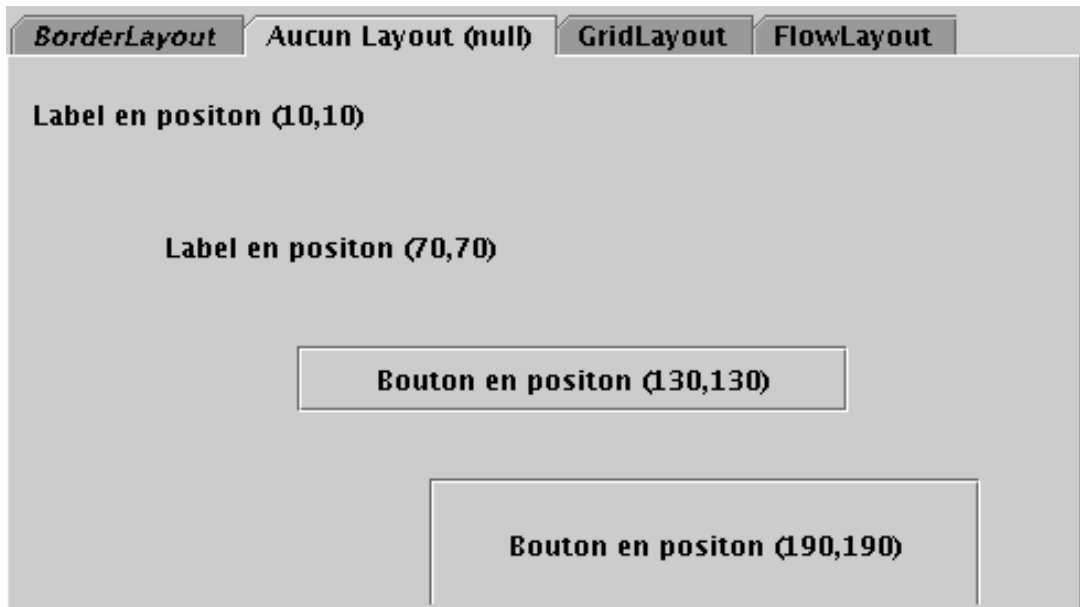 BorderLayout Aucun Layout (null) GridLayout FlowLayout
Label en positon (10,10)
Label en positon (70,70)
Bouton en positon (130,130)
Bouton en positon (190,190)